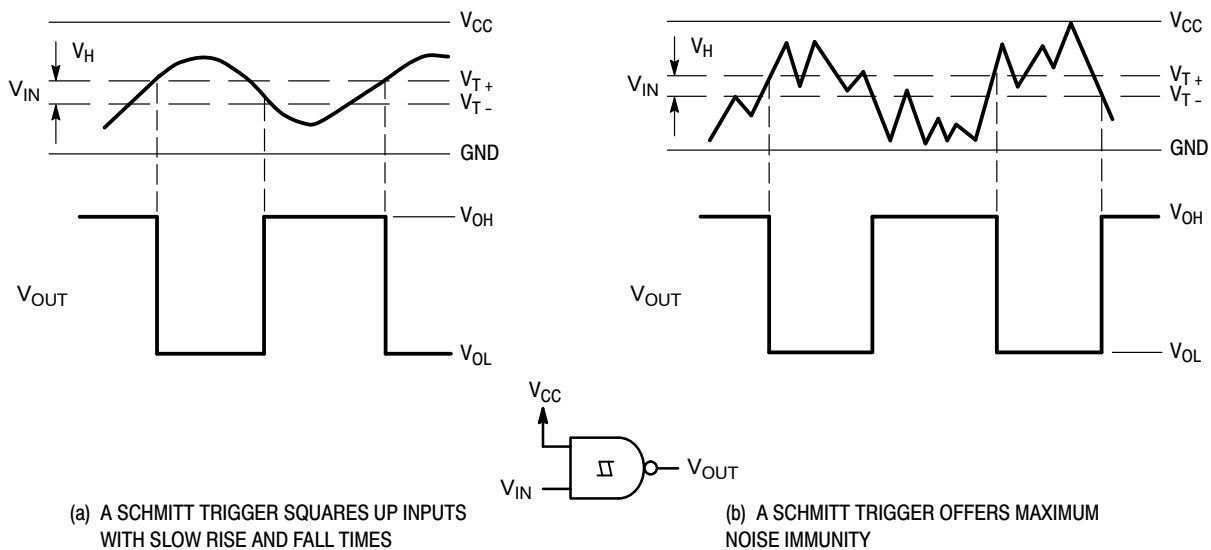 V_CC
V_H
V_IN
V_T+
V_T-
GND
V_OH
V_OUT
V_OL
V_CC
V_H
V_IN
V_T+
V_T-
GND
V_OH
V_OUT
V_OL
V_CC
V_IN
V_OUT
(a) A SCHMITT TRIGGER SQUARES UP INPUTS
WITH SLOW RISE AND FALL TIMES
(b) A SCHMITT TRIGGER OFFERS MAXIMUM
NOISE IMMUNITY